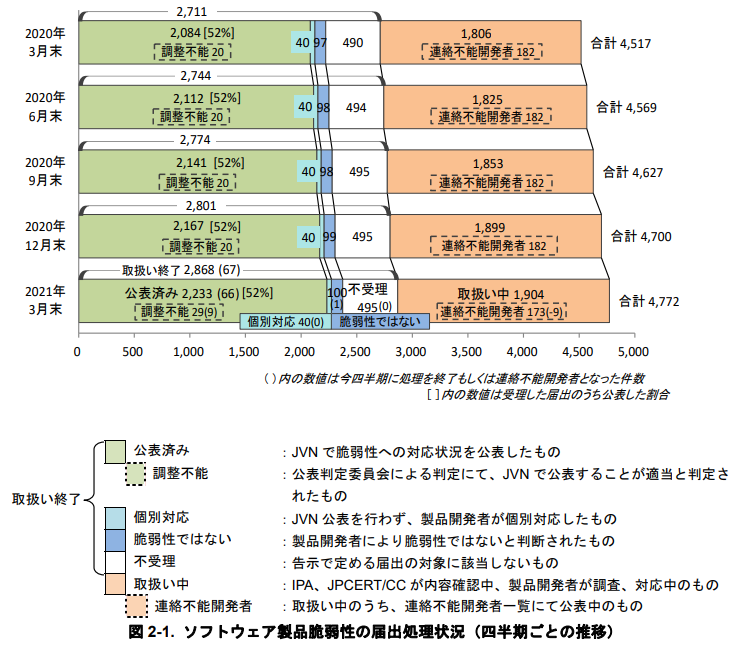 2,711
2020年
3月末
2,084 [52%]
調整不能 20
40 97 490
1,806
連絡不能開発者 182
合計 4,517
2,744
2020年
6月末
2,112 [52%]
調整不能 20
40 98 494
1,825
連絡不能開発者 182
合計 4,569
2,774
2020年
9月末
2,141 [52%]
調整不能 20
40 98 495
1,853
連絡不能開発者 182
合計 4,627
2,801
2020年
12月末
2,167 [52%]
調整不能 20
40 99 495
1,899
連絡不能開発者 182
合計 4,700
取扱い終了 2,868 (67)
2021年
3月末
公表済み 2,233 (66) [52%]
調整不能 29(9)
100
(1)
不受理
495(0)
取扱い中 1,904
連絡不能開発者 173(-9)
合計 4,772
個別対応 40(0) 脆弱性ではない
0 500 1,000 1,500 2,000 2,500 3,000 3,500 4,000 4,500 5,000
( ) 内の数値は今四半期に処理を終了もしくは連絡不能開発者となった件数
[ ] 内の数値は受理した届出のうち公表した割合
取扱い終了
公表済み : JVN で脆弱性への対応状況を公表したもの
調整不能 : 公表判定委員会による判定にて、JVN で公表することが適当と判定さ
れたもの
個別対応 : JVN 公表を行わず、製品開発者が個別対応したもの
脆弱性ではない : 製品開発者により脆弱性ではないと判断されたもの
不受理 : 告示で定める届出の対象に該当しないもの
取扱い中 : IPA、JPCERT/CC が内容確認中、製品開発者が調査、対応中のもの
連絡不能開発者 : 取扱い中のうち、連絡不能開発者一覧にて公表中のもの
図 2-1. ソフトウェア製品脆弱性の届出処理状況（四半期ごとの推移）